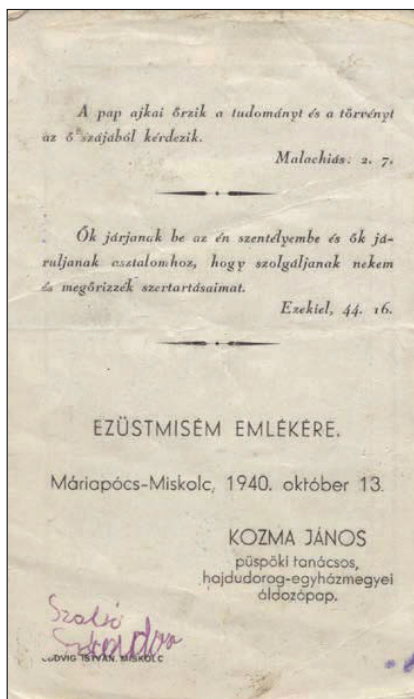 A pap ajkai őrzik a tudományt és a törvényt
az ő szájából kérdezik.
Malachiás: 2. 7.
Ők járjanak be az én szentélyembe és ők já-
ruljanak asztalomhoz, hogy szolgáljanak nekem
és megőrizzék szertartásaimat.
Ezekiel, 44. 16.
EZÜSTMISÉM EMLÉKÉRE.
Máriapócs-Miskolc, 1940. október 13.
KOZMA JÁNOS
püspöki tanácsos,
hajdudorog-egyházmegyei
áldozópap.
Szabó
LUDVIG ISTVÁN, MISKOLC